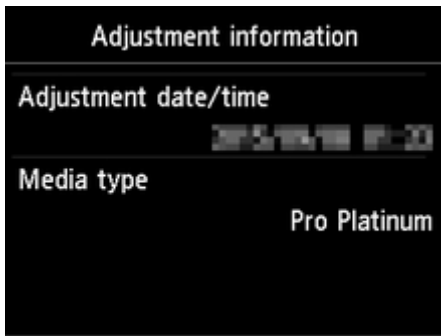 Adjustment information
Adjustment date/time
Media type
Pro Platinum